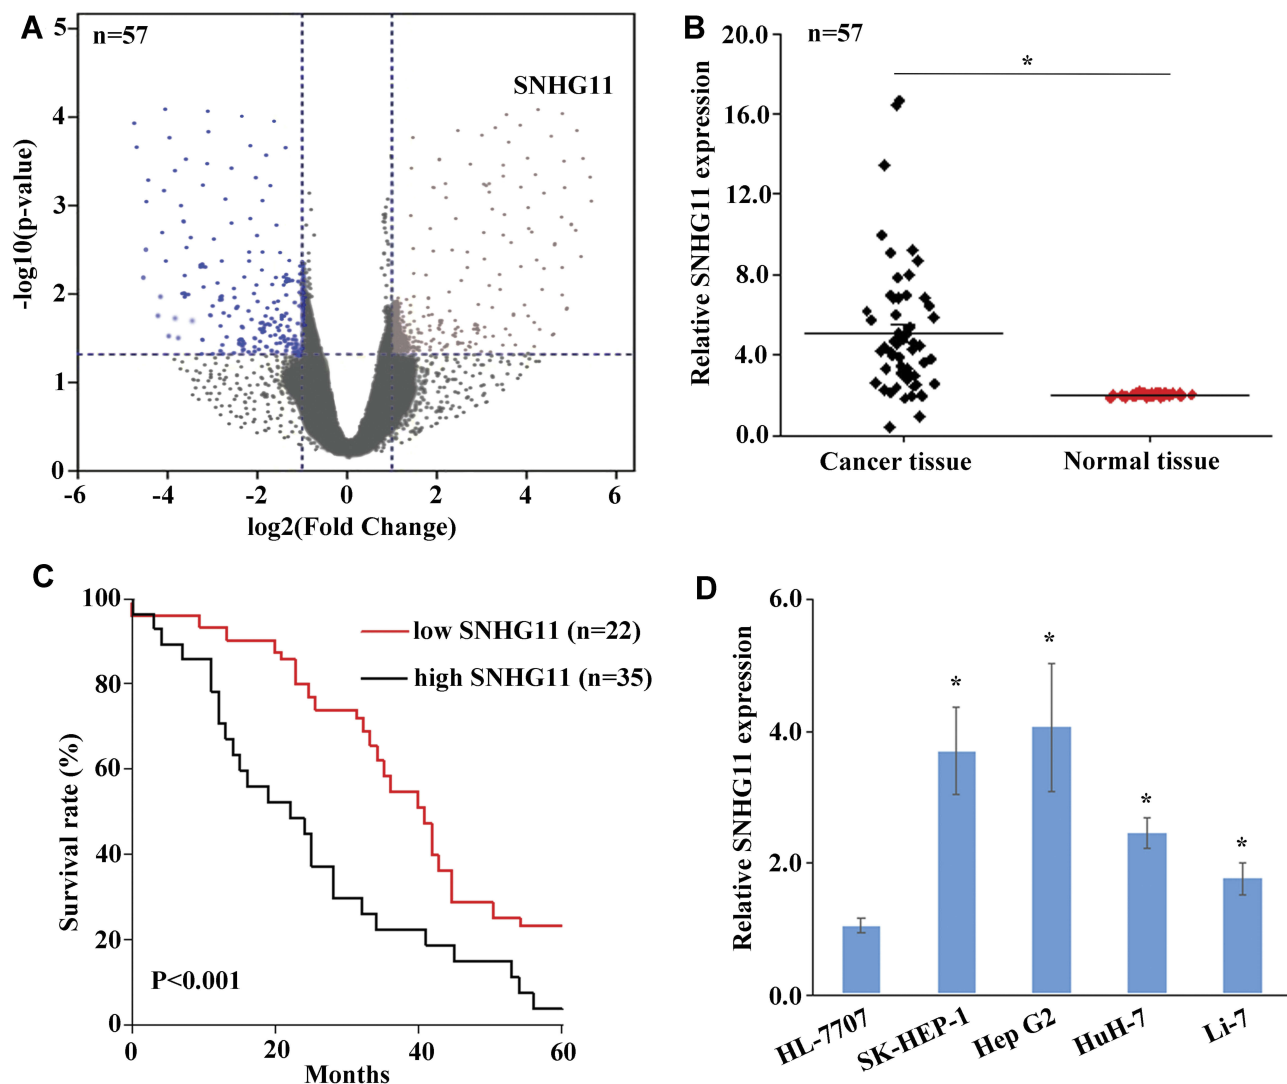 A
n=57
SNHG11
-log10(p-value)
5
4
3
2
1
0
-6
-4
-2
0
2
4
6
log2(Fold Change)
B
n=57
*
Relative SNHG11 expression
20.0
16.0
12.0
8.0
4.0
0.0
Cancer tissue
Normal tissue
C
low SNHG11 (n=22)
high SNHG11 (n=35)
Survival rate (%)
100
80
60
40
20
0
P<0.001
0
20
40
60
Months
D
Relative SNHG11 expression
6.0
4.0
2.0
0.0
*
*
*
*
HL-7707
SK-HEP-1
Hep G2
HuH-7
Li-7